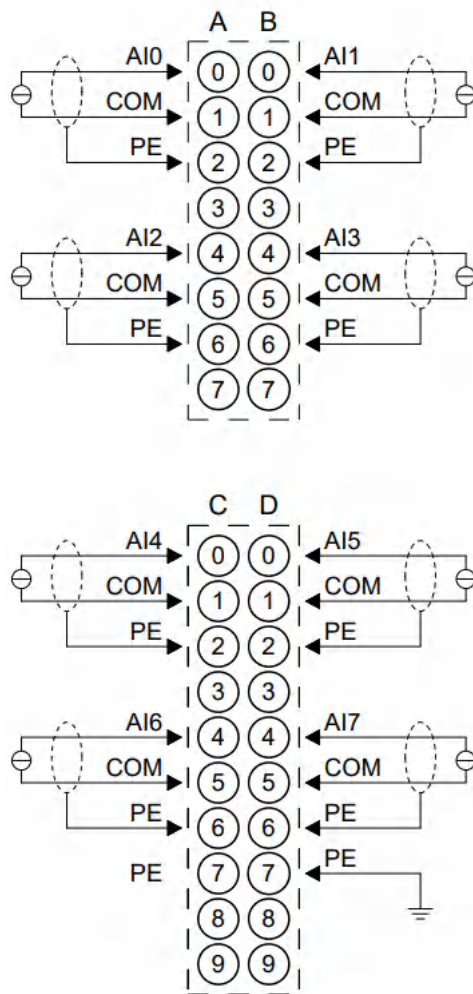 A B
AI0 0 0 AI1
COM 1 1 COM
PE 2 2 PE
3 3
AI2 4 4 AI3
COM 5 5 COM
PE 6 6 PE
7 7
C D
AI4 0 0 AI5
COM 1 1 COM
PE 2 2 PE
3 3
AI6 4 4 AI7
COM 5 5 COM
PE 6 6 PE
PE 7 7 PE
8 8
9 9